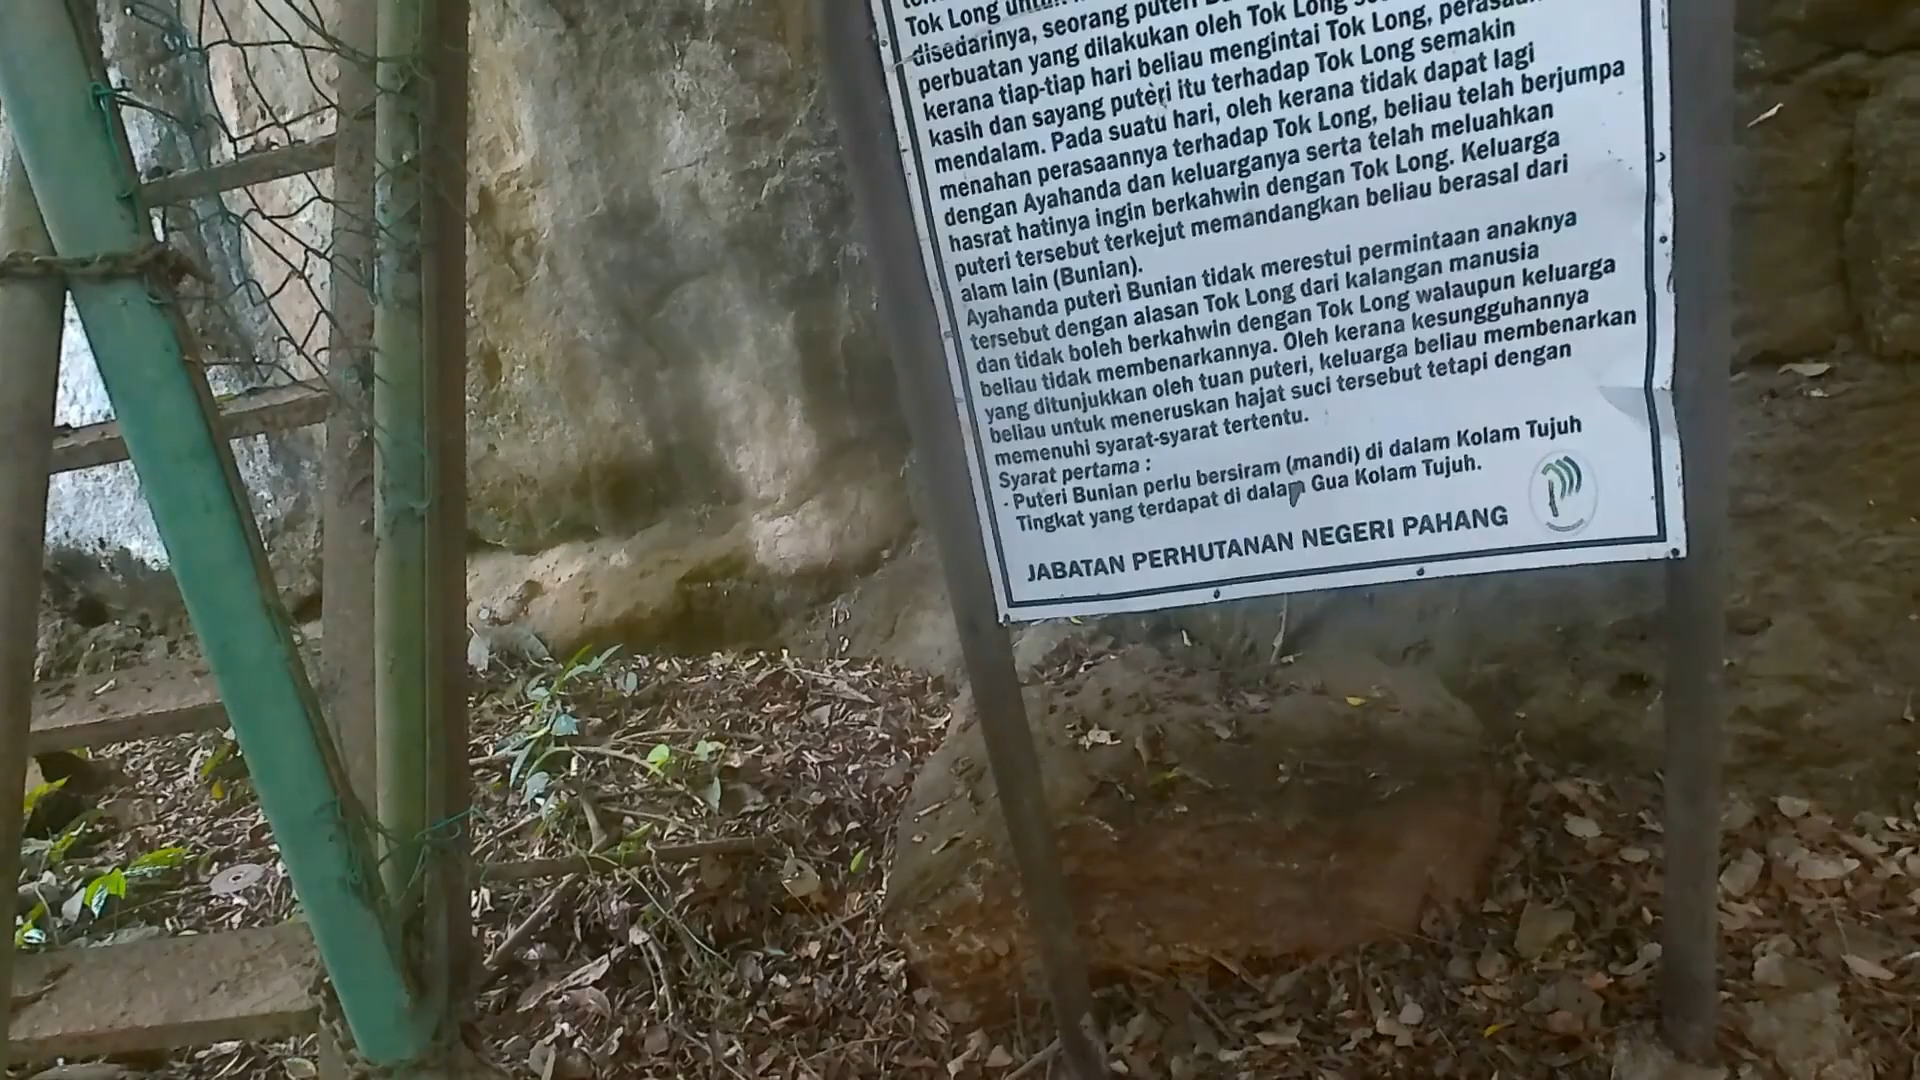 Tok Long
disedarinya, seorang puteri
perbuatan yang dilakukan oleh Tok Long
kerana tiap-tiap hari beliau mengintai Tok Long,
kasih dan sayang puteri itu terhadap Tok Long semakin
mendalam. Pada suatu hari, oleh kerana tidak dapat lagi
menahan perasaannya terhadap Tok Long, beliau telah berjumpa
dengan Ayahanda dan keluarganya serta telah meluahkan
hasrat hatinya ingin berkahwin dengan Tok Long. Keluarga
puteri tersebut terkejut memandangkan beliau berasal dari
alam lain (Bunian).
Ayahanda puteri Bunian tidak merestui permintaan anaknya
tersebut dengan alasan Tok Long dari kalangan manusia
dan tidak boleh berkahwin dengan Tok Long walaupun keluarga
beliau tidak membenarkannya. Oleh kerana kesungguhannya
yang ditunjukkan oleh tuan puteri, keluarga beliau membenarkan
beliau untuk meneruskan hajat suci tersebut tetapi dengan
memenuhi syarat-syarat tertentu.
Syarat pertama :
- Puteri Bunian perlu bersiram (mandi) di dalam Kolam Tujuh
Tingkat yang terdapat di dalam Gua Kolam Tujuh.
JABATAN PERHUTANAN NEGERI PAHANG